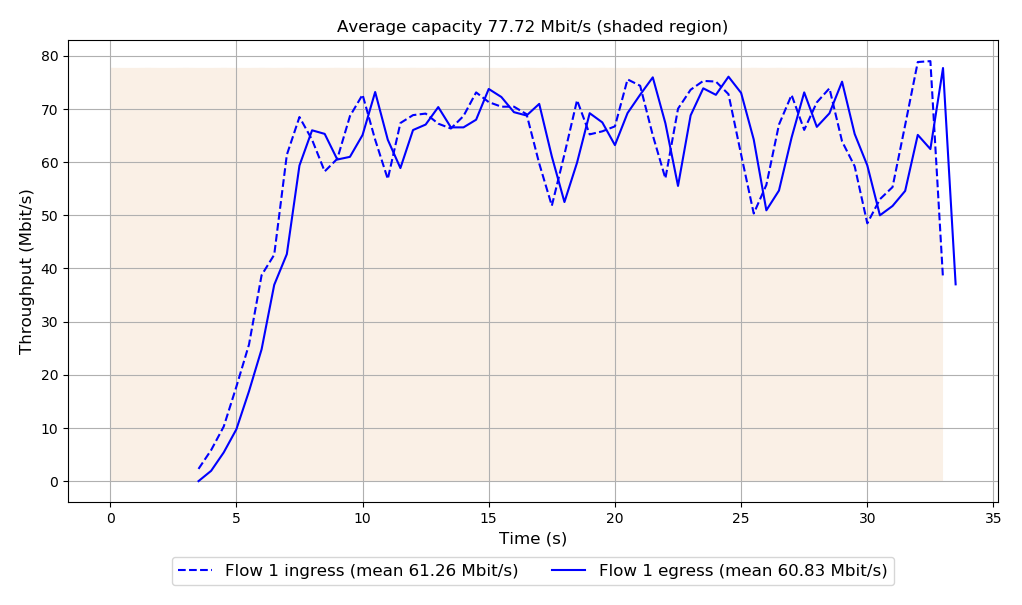 Average capacity 77.72 Mbit/s (shaded region)
Throughput (Mbit/s)
80
70
60
50
40
30
20
10
0
0 5 10 15 20 25 30 35
Time (s)
Flow 1 ingress (mean 61.26 Mbit/s) Flow 1 egress (mean 60.83 Mbit/s)